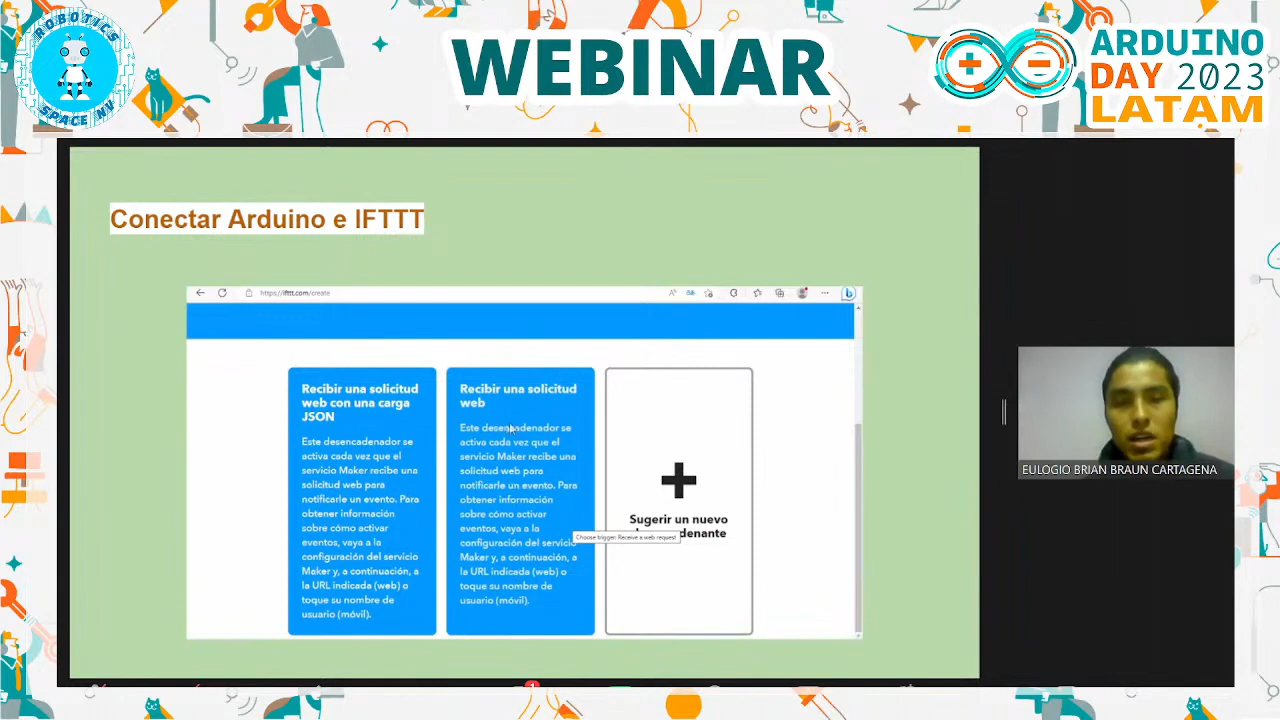 ROBOTICS
SPACE NV
WEBINAR
ARDUINO
DAY 2023
LATAM
Conectar Arduino e IFTTT
https://ifttt.com/create
Recibir una solicitud
web con una carga
JSON
Este desencadenador se
activa cada vez que el
servicio Maker recibe una
solicitud web para
notificarle un evento. Para
obtener información
sobre cómo activar
eventos, vaya a la
configuración del servicio
Maker y, a continuación, a
la URL indicada (web) o
toque su nombre de
usuario (móvil).
Recibir una solicitud
web
Este desencadenador se
activa cada vez que el
servicio Maker recibe una
solicitud web para
notificarle un evento. Para
obtener información
sobre cómo activar
eventos, vaya a la
configuración del servicio
Maker y, a continuación, a
la URL indicada (web) o
toque su nombre de
usuario (móvil).
Sugerir un nuevo
Choose trigger: Receive a web request
EULOGIO BRIAN BRAUN CARTAGENA